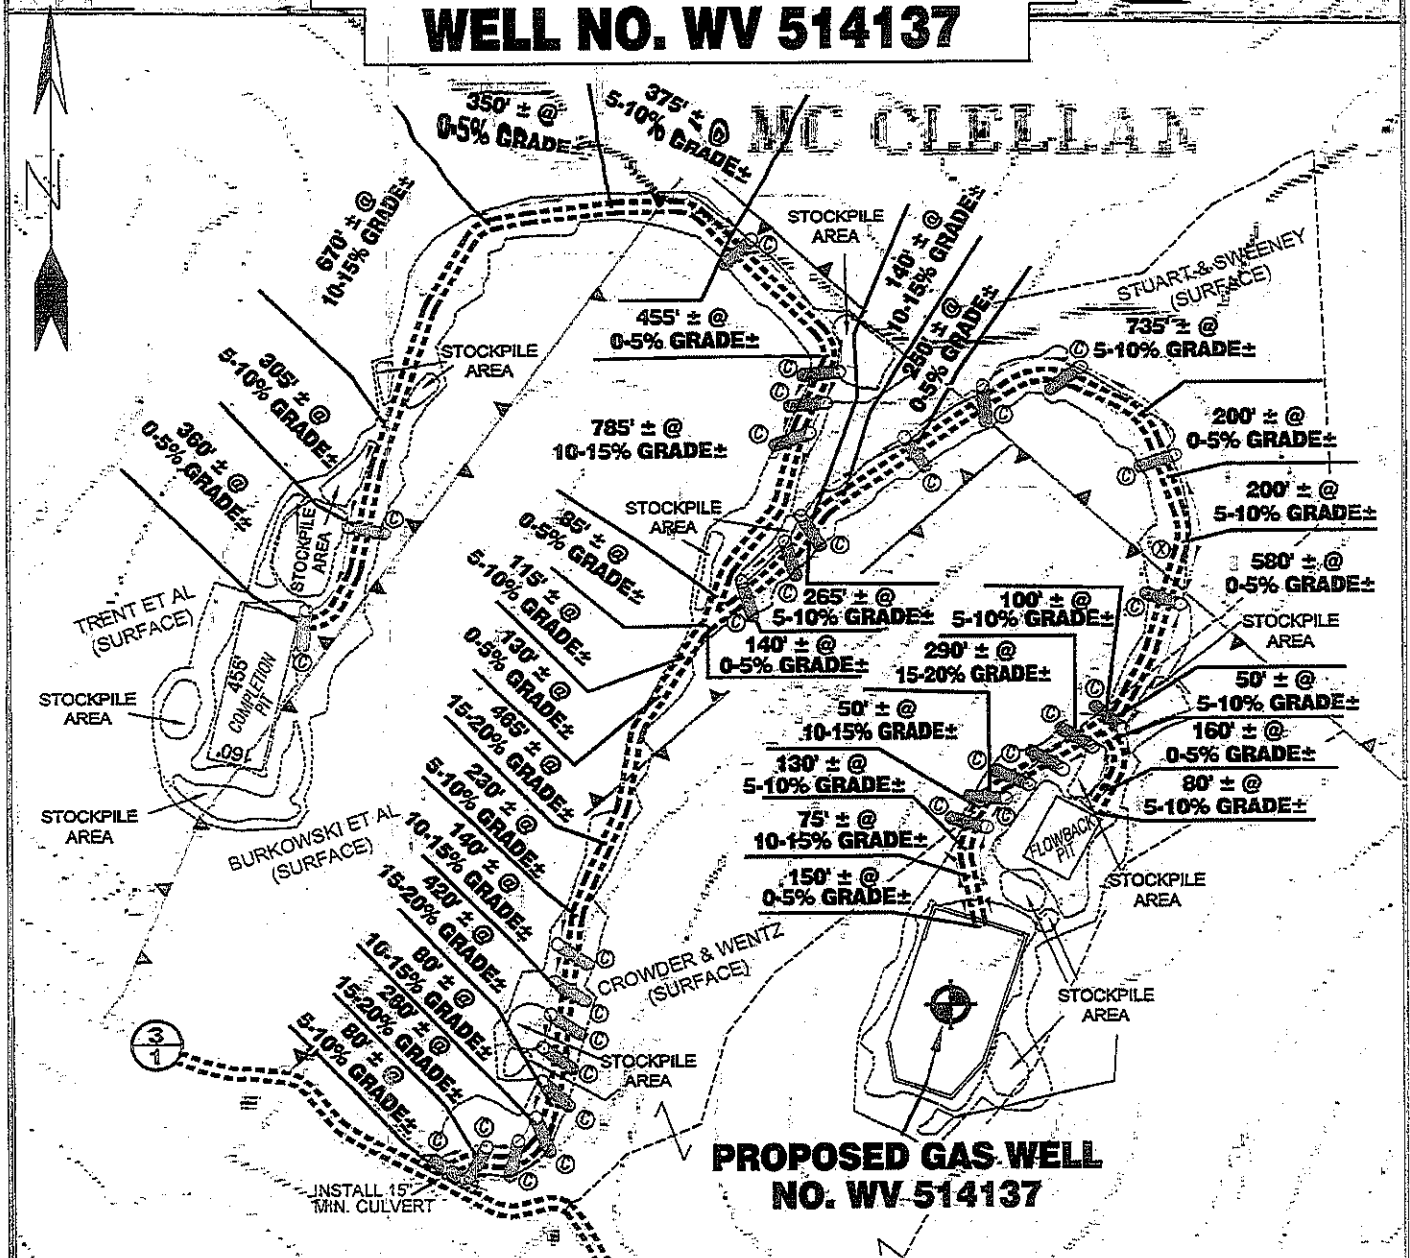 WELL NO. WV 514137
N
MC CLELLAN
350' ± @
0-5% GRADE±
375' ± @
5-10% GRADE±
670' ± @
10-15% GRADE±
STOCKPILE
AREA
140' ± @
10-15% GRADE±
250' ± @
0-5% GRADE±
STUART & SWEENEY
(SURFACE)
455' ± @
0-5% GRADE±
735' ± @
5-10% GRADE±
STOCKPILE
AREA
305' ± @
5-10% GRADE±
360' ± @
0-5% GRADE±
785' ± @
10-15% GRADE±
200' ± @
0-5% GRADE±
200' ± @
5-10% GRADE±
STOCKPILE
AREA
STOCKPILE
AREA
85' ± @
0-5% GRADE±
115' ± @
5-10% GRADE±
130' ± @
0-5% GRADE±
465' ± @
15-20% GRADE±
230' ± @
5-10% GRADE±
140' ± @
10-15% GRADE±
420' ± @
15-20% GRADE±
80' ± @
10-15% GRADE±
260' ± @
15-20% GRADE±
80' ± @
5-10% GRADE±
580' ± @
0-5% GRADE±
STOCKPILE
AREA
265' ± @
5-10% GRADE±
100' ± @
5-10% GRADE±
140' ± @
0-5% GRADE±
290' ± @
15-20% GRADE±
50' ± @
10-15% GRADE±
50' ± @
5-10% GRADE±
160' ± @
0-5% GRADE±
80' ± @
5-10% GRADE±
130' ± @
5-10% GRADE±
75' ± @
10-15% GRADE±
150' ± @
0-5% GRADE±
FLOWBACK
PIT
STOCKPILE
AREA
TRENT ET AL
(SURFACE)
455'
COMPLETION
PIT
160'
STOCKPILE
AREA
STOCKPILE
AREA
BURKOWSKI ET AL
(SURFACE)
CROWDER & WENTZ
(SURFACE)
STOCKPILE
AREA
STOCKPILE
AREA
3
1
INSTALL 15"
MIN. CULVERT
PROPOSED GAS WELL
NO. WV 514137